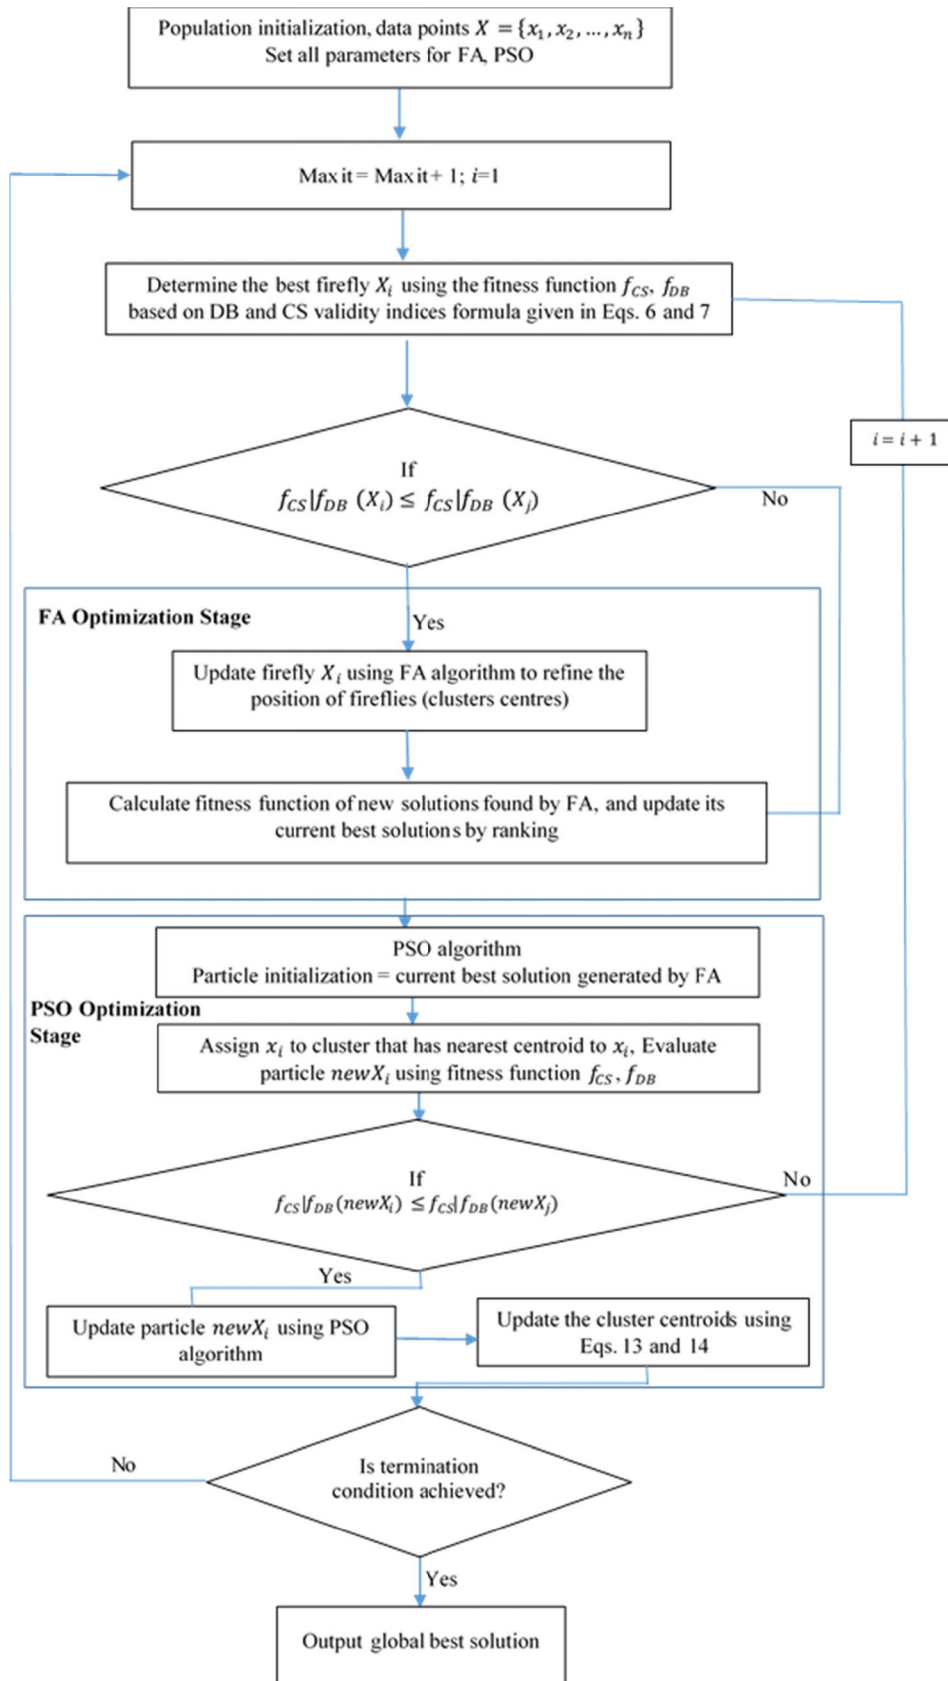 Population initialization, data points X = {x₁, x₂, ..., xₙ}
Set all parameters for FA, PSO
Max it = Max it + 1; i=1
Determine the best firefly Xᵢ using the fitness function f_CS, f_DB
based on DB and CS validity indices formula given in Eqs. 6 and 7
i = i + 1
If
f_CS|f_DB (Xᵢ) ≤ f_CS|f_DB (Xⱼ)
No
Yes
FA Optimization Stage
Update firefly Xᵢ using FA algorithm to refine the
position of fireflies (clusters centres)
Calculate fitness function of new solutions found by FA, and update its
current best solutions by ranking
PSO algorithm
Particle initialization = current best solution generated by FA
PSO Optimization
Stage
Assign xᵢ to cluster that has nearest centroid to xᵢ, Evaluate
particle newXᵢ using fitness function f_CS, f_DB
If
f_CS|f_DB(newXᵢ) ≤ f_CS|f_DB(newXⱼ)
No
Yes
Update particle newXᵢ using PSO
algorithm
Update the cluster centroids using
Eqs. 13 and 14
Is termination
condition achieved?
No
Yes
Output global best solution